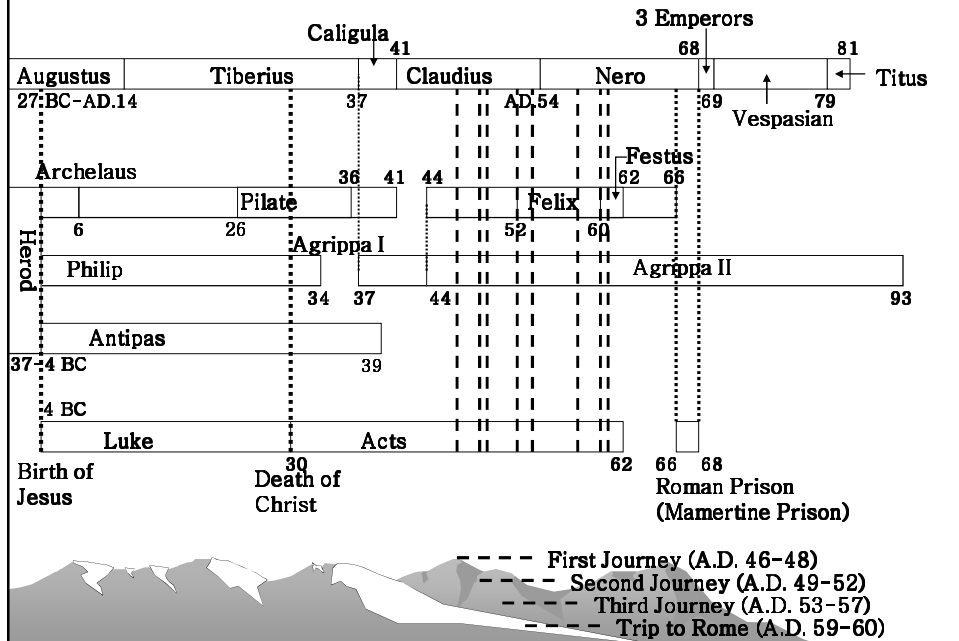 3 Emperors
Caligula
41 68 81
Augustus Tiberius Claudius Nero Titus
27 BC-AD.14 37 AD.54 69 79
Vespasian
Festus
Archelaus 36 41 44 62 66
Pilate Felix
6 26 52 60
Herod
Agrippa I
Philip Agrippa II
34 37 44 93
Antipas
37-4 BC 39
4 BC
Luke Acts
30 62 66 68
Birth of
Jesus
Death of
Christ
Roman Prison
(Mamertine Prison)
First Journey (A.D. 46-48)
Second Journey (A.D. 49-52)
Third Journey (A.D. 53-57)
Trip to Rome (A.D. 59-60)